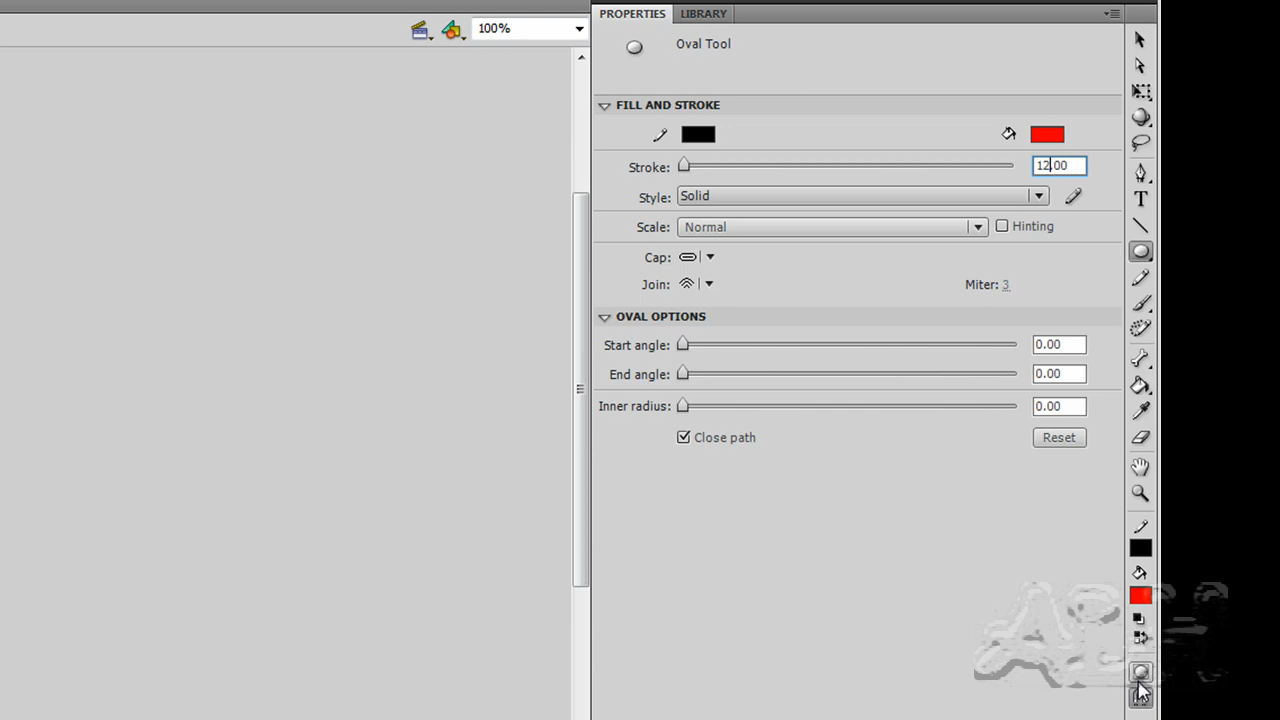 PROPERTIES LIBRARY
100%
Oval Tool
FILL AND STROKE
Stroke: 12.00
Style: Solid
Scale: Normal Hinting
Cap:
Join: Miter: 3
OVAL OPTIONS
Start angle: 0.00
End angle: 0.00
Inner radius: 0.00
Close path Reset